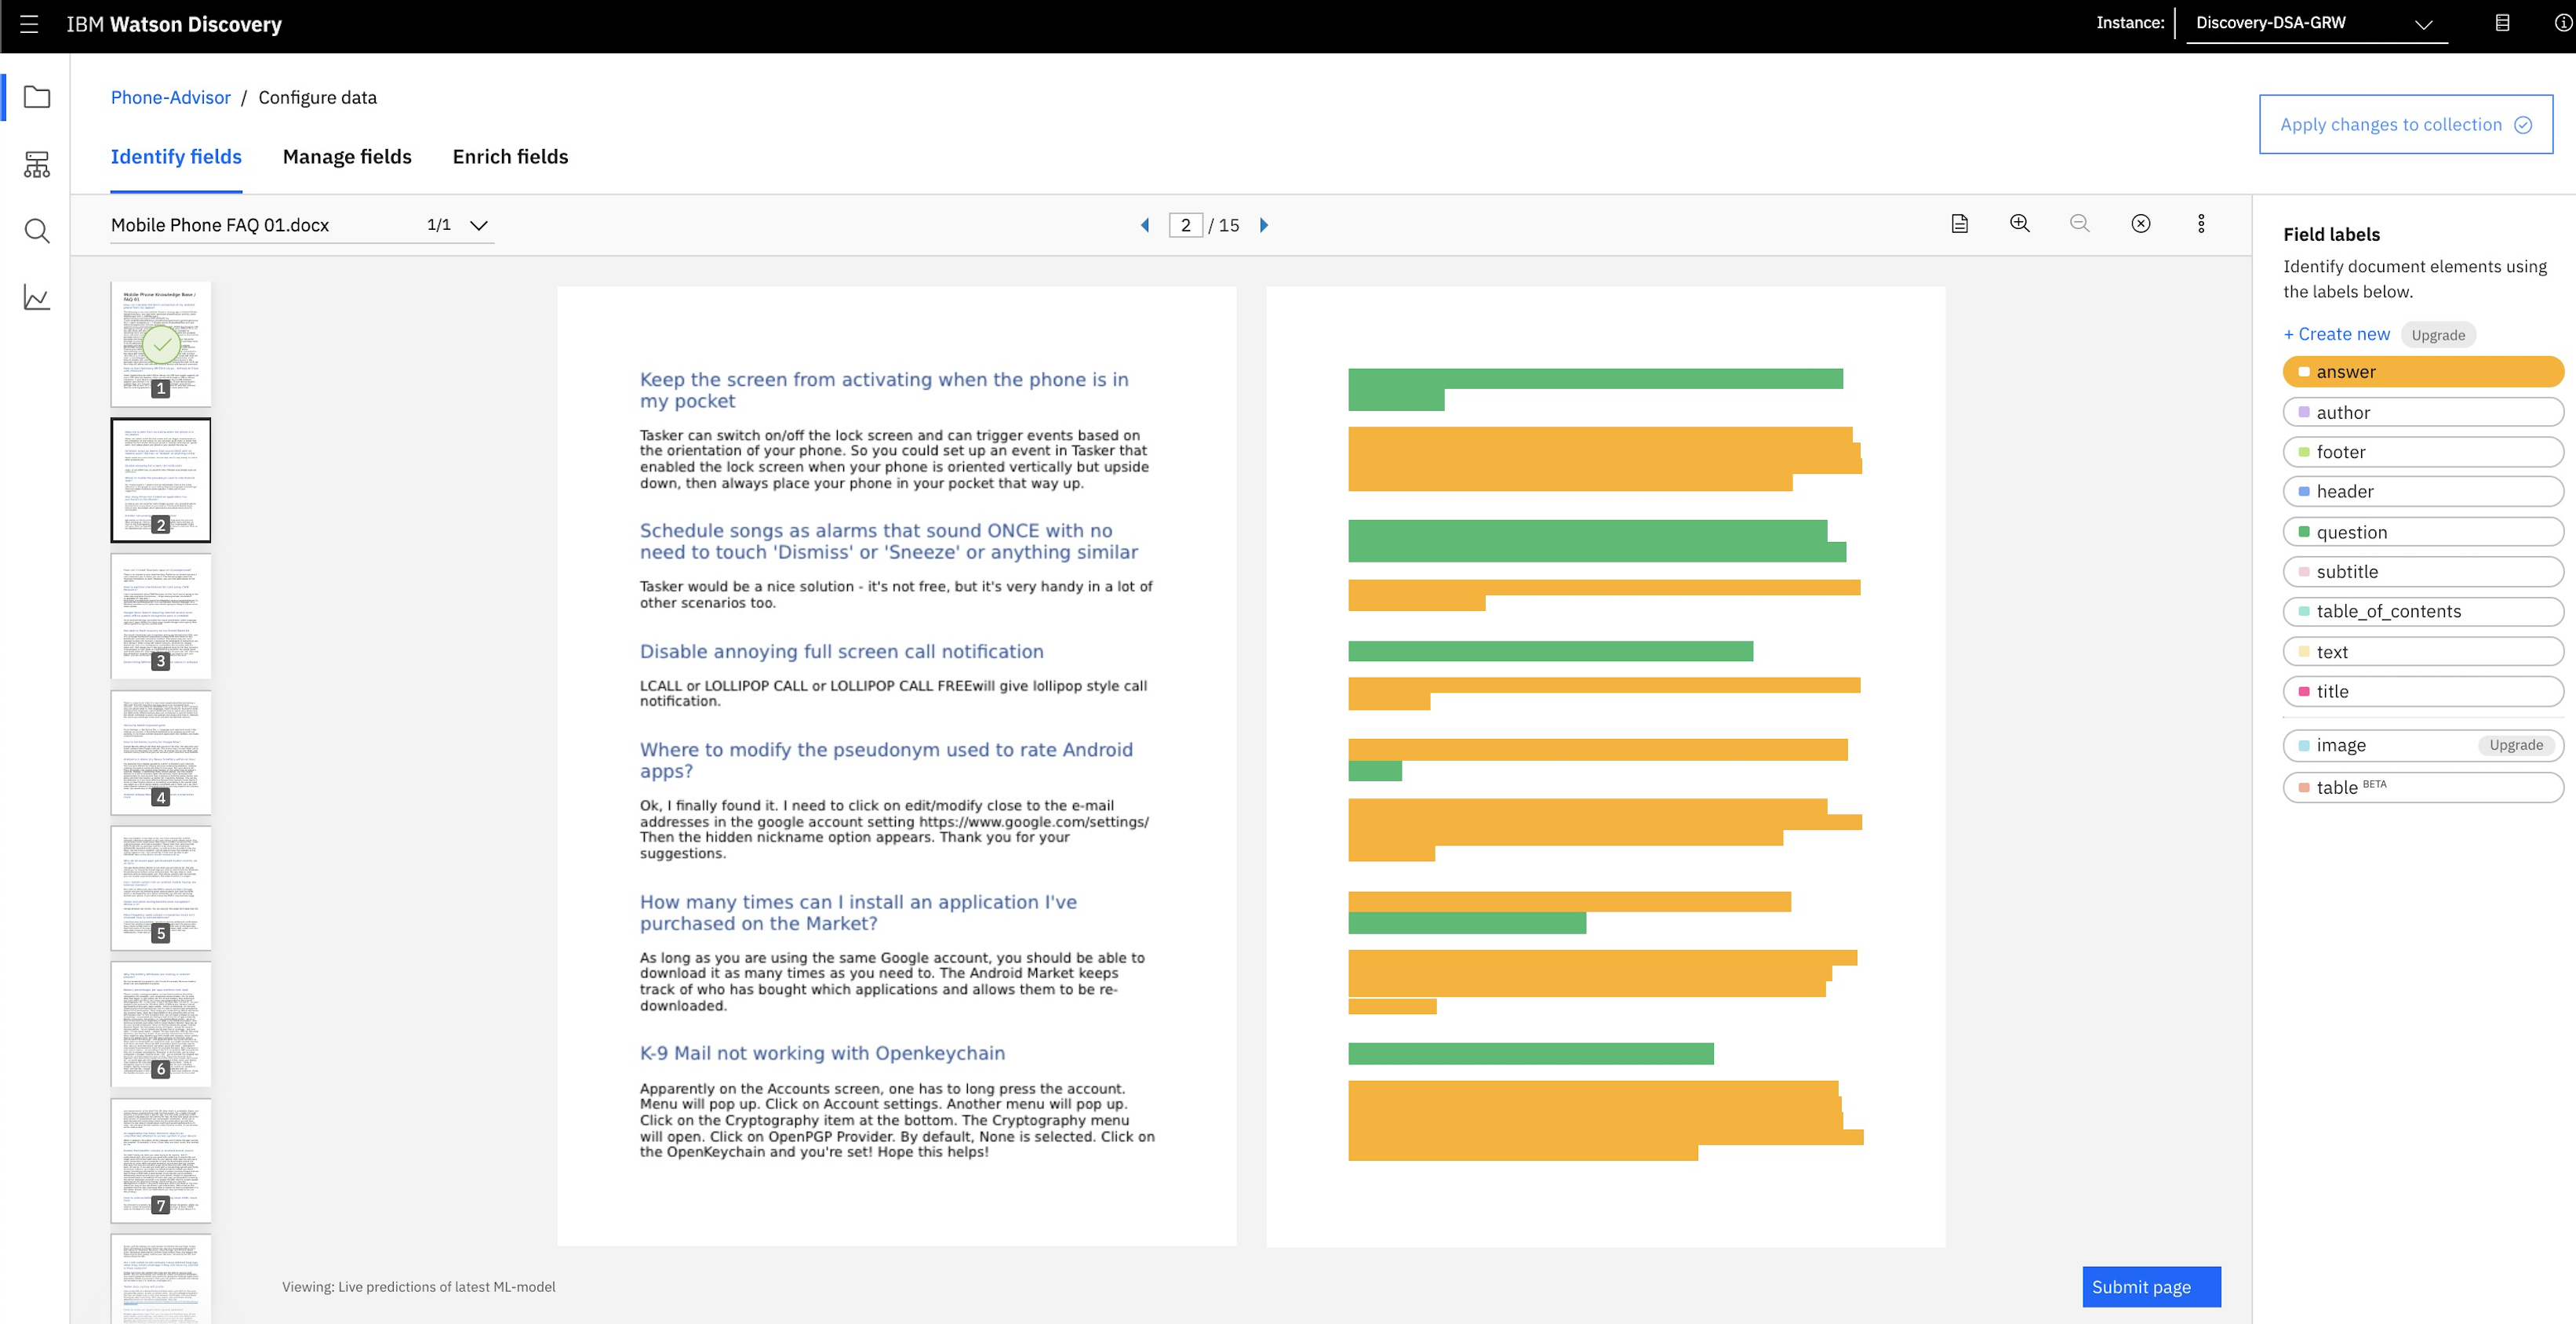 IBM Watson Discovery
Instance:
Discovery-DSA-GRW
Phone-Advisor / Configure data
Apply changes to collection
Identify fields
Manage fields
Enrich fields
Mobile Phone FAQ 01.docx
1/1
2 / 15
Mobile Phone Knowledge Base /
FAQ 01
1
2
3
4
5
6
7
Keep the screen from activating when the phone is in
my pocket
Tasker can switch on/off the lock screen and can trigger events based on
the orientation of your phone. So you could set up an event in Tasker that
enabled the lock screen when your phone is oriented vertically but upside
down, then always place your phone in your pocket that way up.
Schedule songs as alarms that sound ONCE with no
need to touch 'Dismiss' or 'Sneeze' or anything similar
Tasker would be a nice solution - it's not free, but it's very handy in a lot of
other scenarios too.
Disable annoying full screen call notification
LCALL or LOLLIPOP CALL or LOLLIPOP CALL FREEwill give lollipop style call
notification.
Where to modify the pseudonym used to rate Android
apps?
Ok, I finally found it. I need to click on edit/modify close to the e-mail
addresses in the google account setting https://www.google.com/settings/
Then the hidden nickname option appears. Thank you for your
suggestions.
How many times can I install an application I've
purchased on the Market?
As long as you are using the same Google account, you should be able to
download it as many times as you need to. The Android Market keeps
track of who has bought which applications and allows them to be re-
downloaded.
K-9 Mail not working with Openkeychain
Apparently on the Accounts screen, one has to long press the account.
Menu will pop up. Click on Account settings. Another menu will pop up.
Click on the Cryptography item at the bottom. The Cryptography menu
will open. Click on OpenPGP Provider. By default, None is selected. Click on
the OpenKeychain and you're set! Hope this helps!
Viewing: Live predictions of latest ML-model
Submit page
Field labels
Identify document elements using
the labels below.
+ Create new Upgrade
answer
author
footer
header
question
subtitle
table_of_contents
text
title
image Upgrade
table BETA